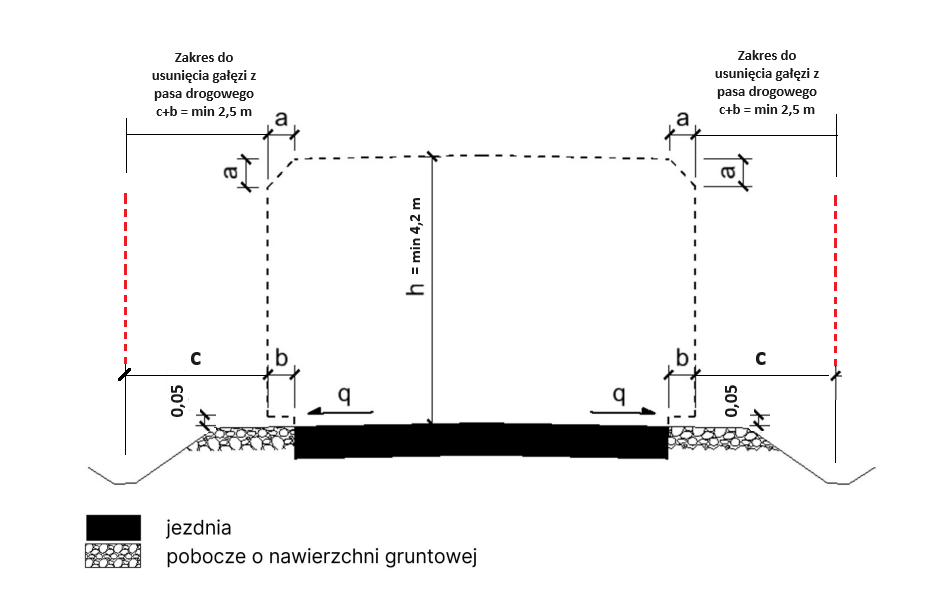 Zakres do
usunięcia gałęzi z
pasa drogowego
c+b = min 2,5 m
Zakres do
usunięcia gałęzi z
pasa drogowego
c+b = min 2,5 m
a
a
a
a
h = min 4,2 m
c
b
b
c
0,05
q
q
0,05
jezdnia
pobocze o nawierzchni gruntowej